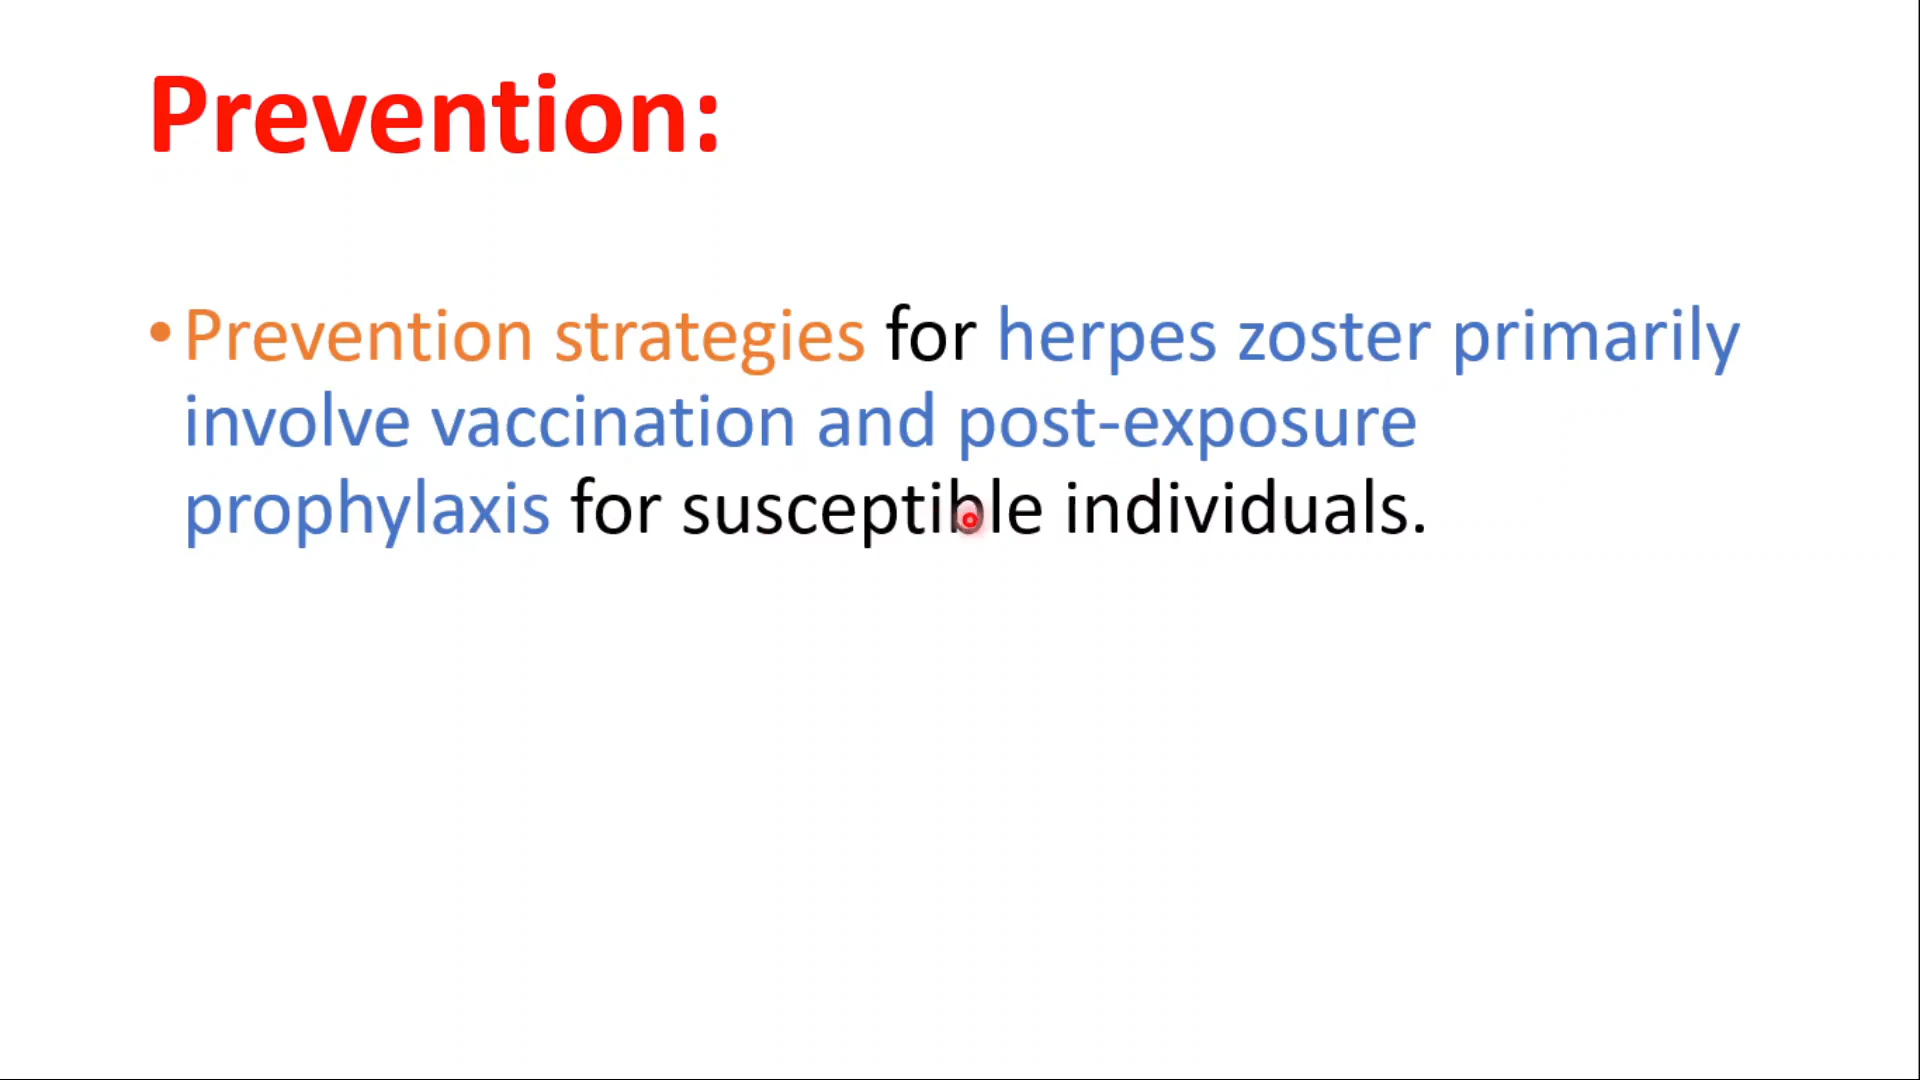 Prevention:
•Prevention strategies for herpes zoster primarily
involve vaccination and post-exposure
prophylaxis for susceptible individuals.